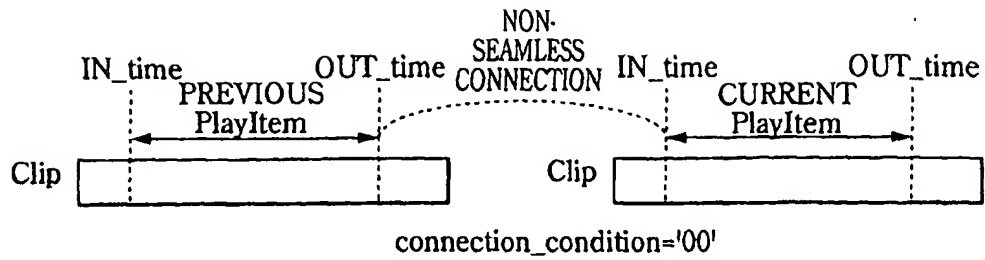 NON-
SEAMLESS
CONNECTION
IN_time
OUT_time
IN_time
OUT_time
PREVIOUS
PlayItem
CURRENT
PlayItem
Clip
Clip
connection_condition='00'